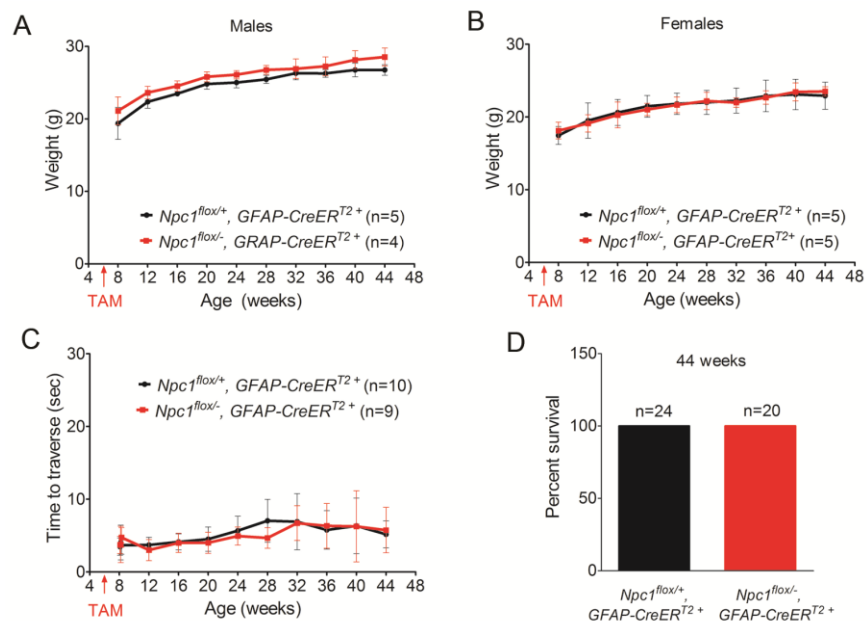 A
Males
30
20
10
0
Weight (g)
Npc1flox/+, GFAP-CreERT2 + (n=5)
Npc1flox/-, GRAP-CreERT2 + (n=4)
4 8 12 16 20 24 28 32 36 40 44 48
TAM
Age (weeks)
B
Females
30
20
10
0
Weight (g)
Npc1flox/+, GFAP-CreERT2 + (n=5)
Npc1flox/-, GFAP-CreERT2+ (n=5)
4 8 12 16 20 24 28 32 36 40 44 48
TAM
Age (weeks)
C
30
20
10
0
Time to traverse (sec)
Npc1flox/+, GFAP-CreERT2 + (n=10)
Npc1flox/-, GFAP-CreERT2 + (n=9)
4 8 12 16 20 24 28 32 36 40 44 48
TAM
Age (weeks)
D
44 weeks
150
100
50
0
Percent survival
n=24
n=20
Npc1flox/+,
GFAP-CreERT2 +
Npc1flox/-,
GFAP-CreERT2 +